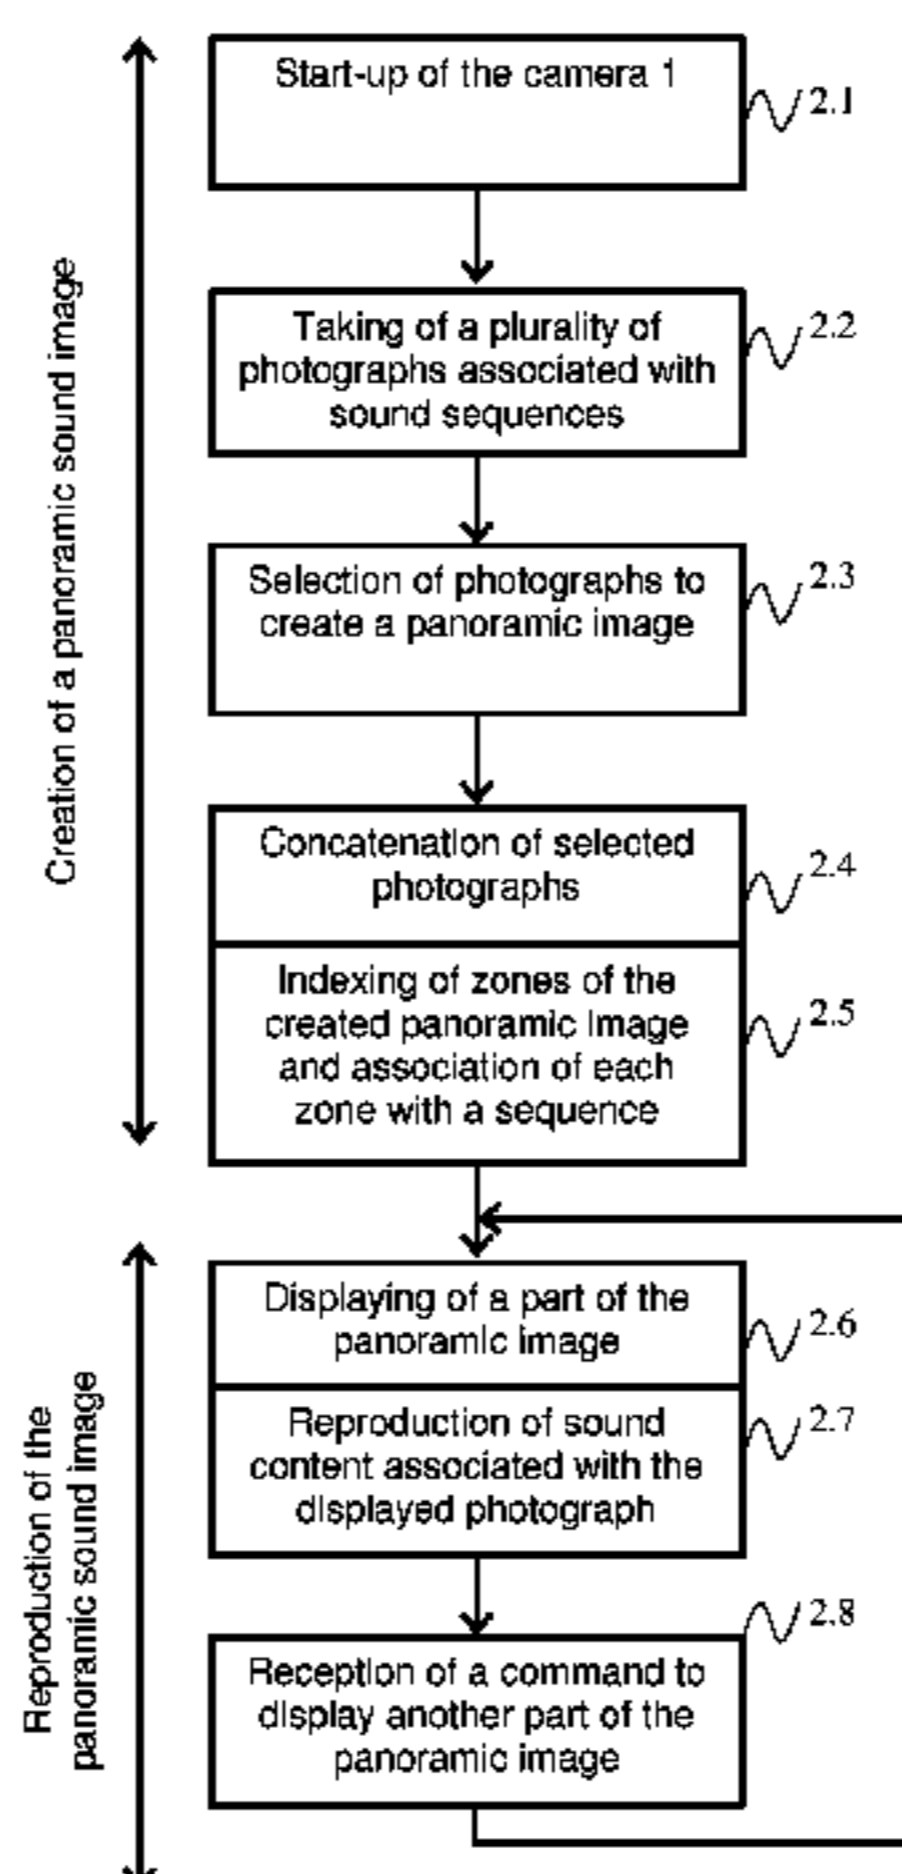 Creation of a panoramic sound image
Start-up of the camera 1
2.1
Taking of a plurality of
photographs associated with
sound sequences
2.2
Selection of photographs to
create a panoramic image
2.3
Concatenation of selected
photographs
2.4
Indexing of zones of the
created panoramic image
and association of each
zone with a sequence
2.5
Reproduction of the
panoramic sound image
Displaying of a part of the
panoramic image
2.6
Reproduction of sound
content associated with the
displayed photograph
2.7
Reception of a command to
display another part of the
panoramic image
2.8